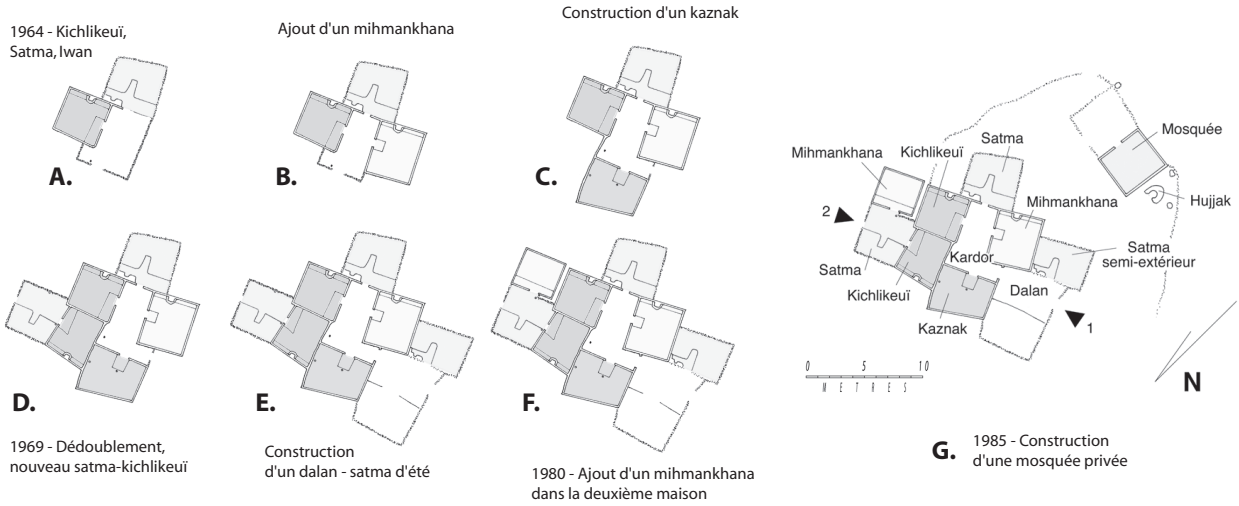 1964 - Kichlikeuï,
Satma, Iwan
A.
Ajout d'un mihmankhana
B.
Construction d'un kaznak
C.
D.
1969 - Dédoublement,
nouveau satma-kichlikeuï
E.
Construction
d'un dalan - satma d'été
F.
1980 - Ajout d'un mihmankhana
dans la deuxième maison
Mosquée
Satma
Kichlikeuï
Mihmankhana
Mihmankhana
Hujjak
2
Satma
semi-extérieur
Kardor
Satma
Dalan
Kichlikeuï
Kaznak
1
0 5 10
METRES
N
G.
1985 - Construction
d'une mosquée privée